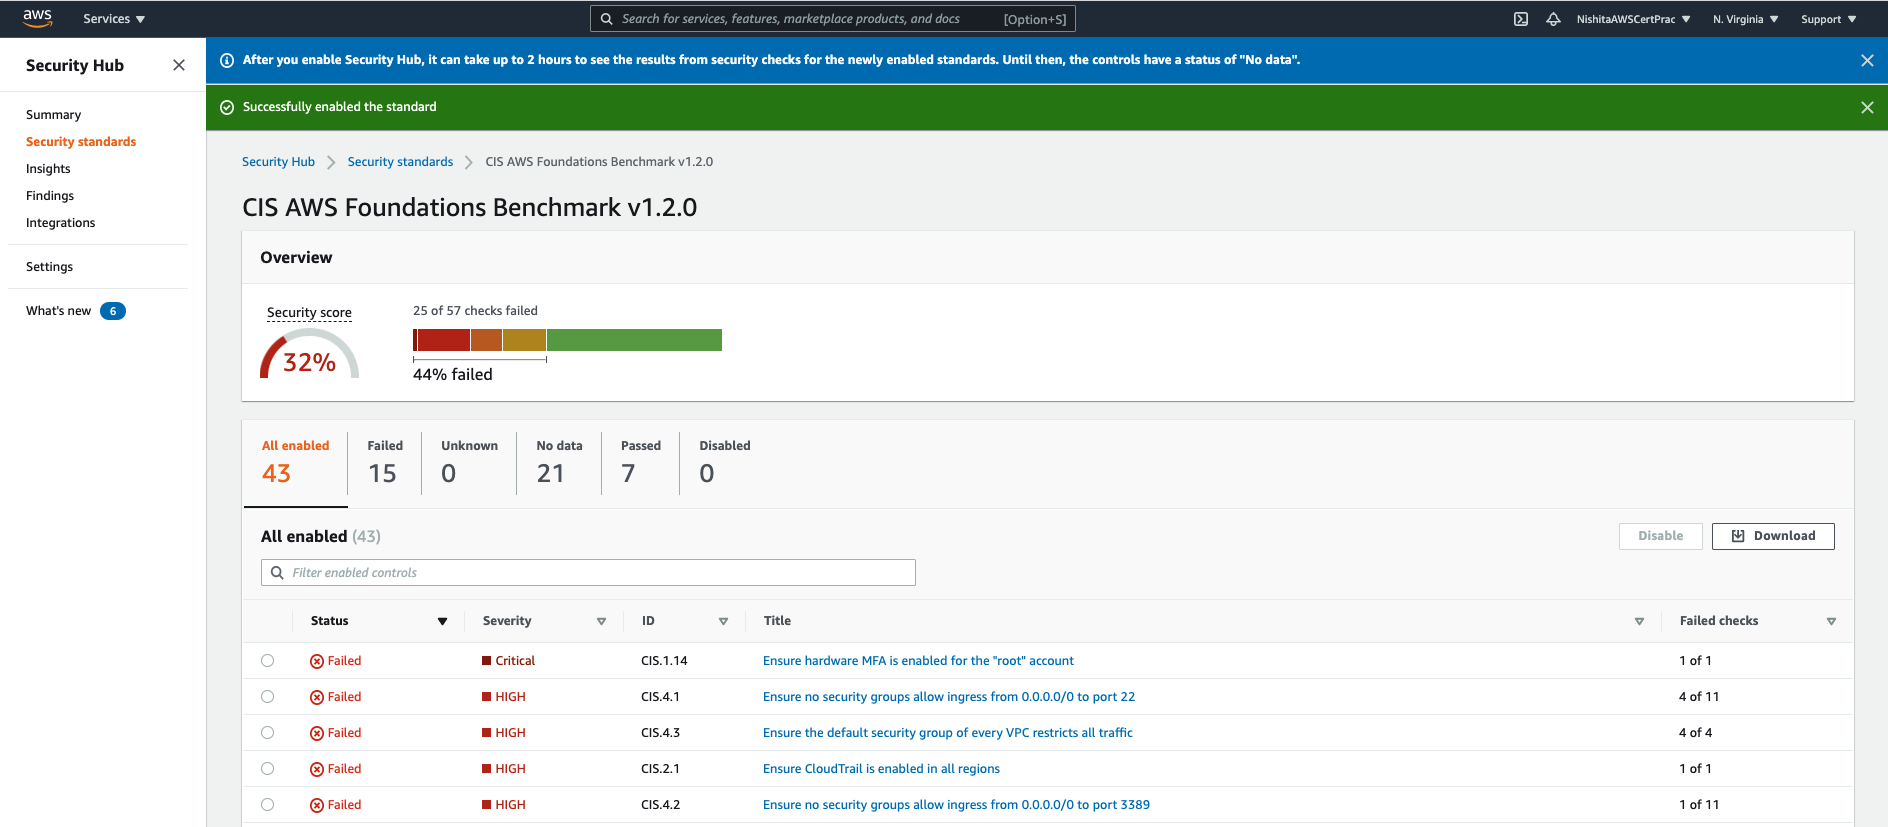 aws
Services
Search for services, features, marketplace products, and docs
[Option+S]
NishitaAWSCertPrac
N. Virginia
Support
Security Hub
Summary
Security standards
Insights
Findings
Integrations
Settings
What's new 6
After you enable Security Hub, it can take up to 2 hours to see the results from security checks for the newly enabled standards. Until then, the controls have a status of "No data".
Successfully enabled the standard
Security Hub Security standards CIS AWS Foundations Benchmark v1.2.0
CIS AWS Foundations Benchmark v1.2.0
Overview
Security score
32%
25 of 57 checks failed
44% failed
All enabled
43
Failed
15
Unknown
0
No data
21
Passed
7
Disabled
0
All enabled (43)
Disable
Download
Filter enabled controls
Status Severity ID Title Failed checks
Failed Critical CIS.1.14 Ensure hardware MFA is enabled for the "root" account 1 of 1
Failed HIGH CIS.4.1 Ensure no security groups allow ingress from 0.0.0.0/0 to port 22 4 of 11
Failed HIGH CIS.4.3 Ensure the default security group of every VPC restricts all traffic 4 of 4
Failed HIGH CIS.2.1 Ensure CloudTrail is enabled in all regions 1 of 1
Failed HIGH CIS.4.2 Ensure no security groups allow ingress from 0.0.0.0/0 to port 3389 1 of 11